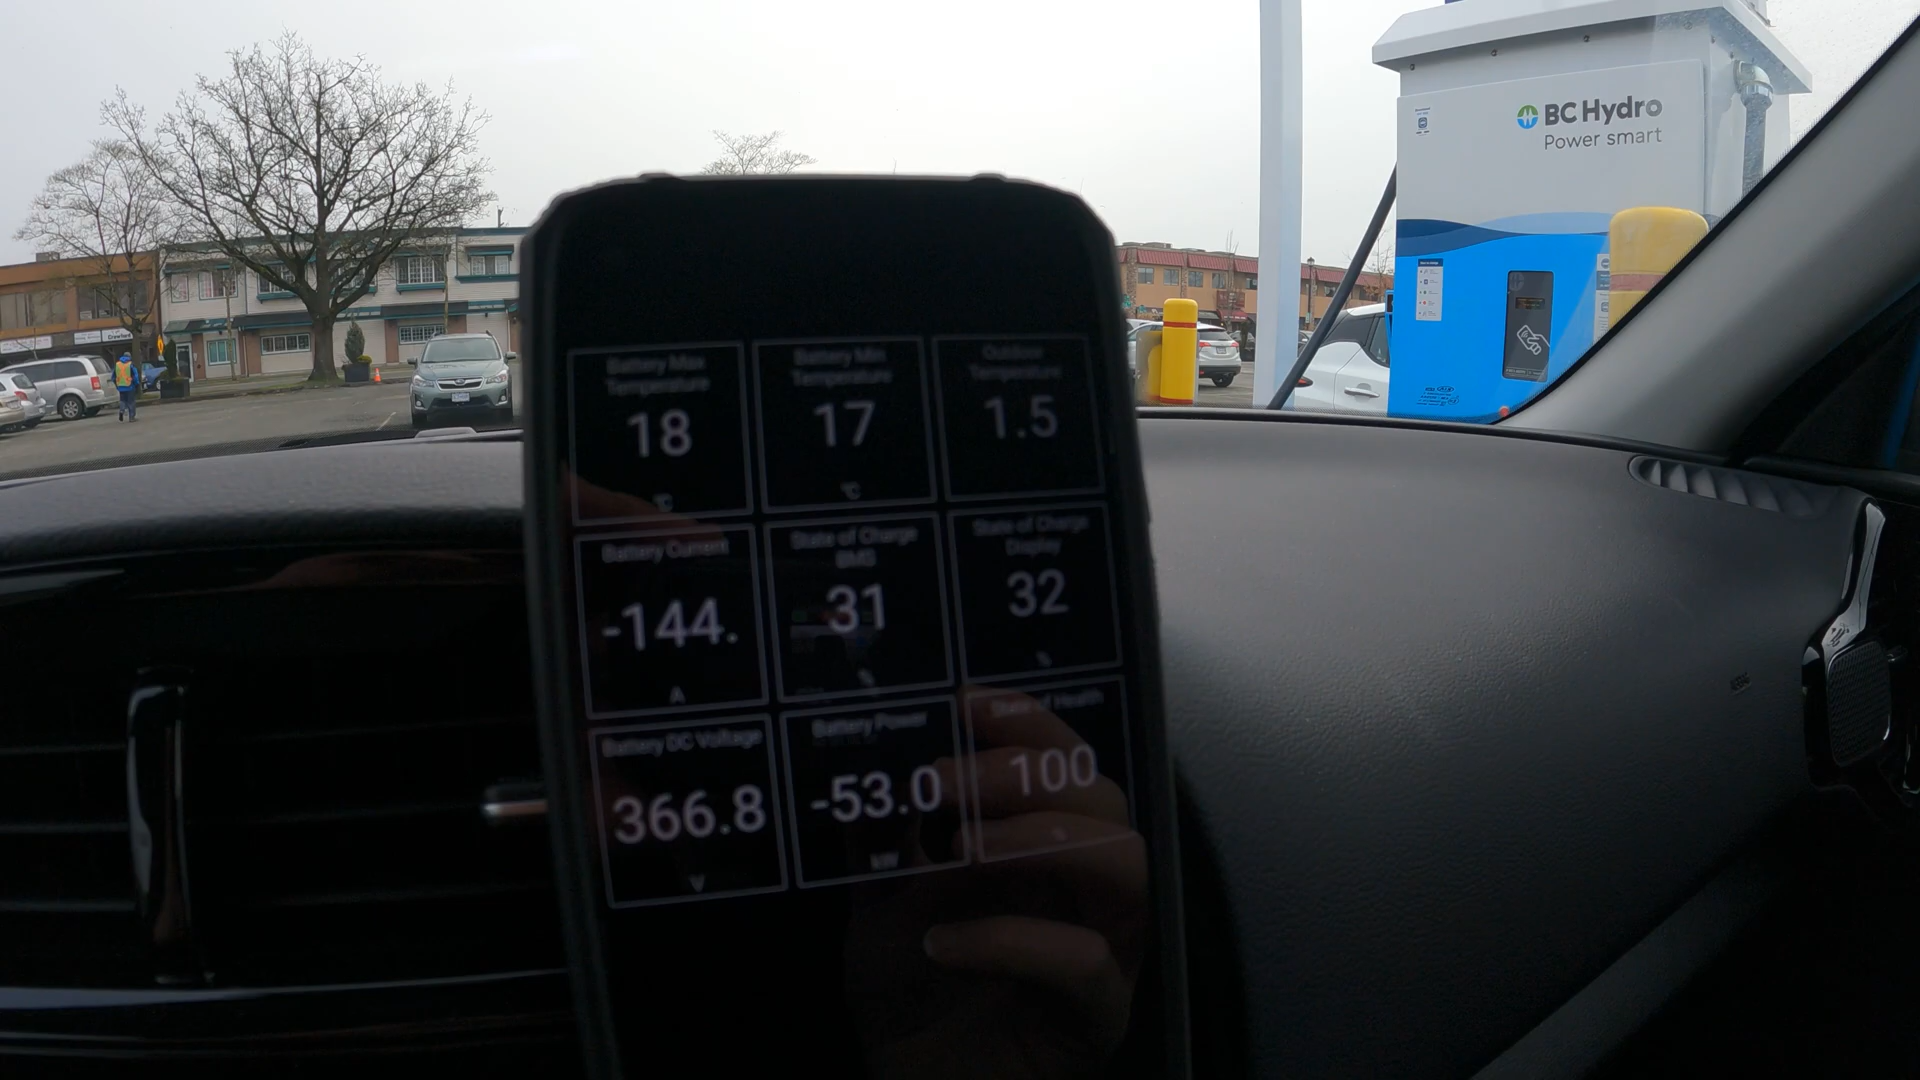 BC Hydro
Power smart
Battery Max
Temperature
18
°C
Battery Min
Temperature
17
°C
Outdoor
Temperature
1.5
Battery Current
-144.
A
State of Charge
BMS
31
%
State of Charge
Display
32
%
Battery DC Voltage
366.8
V
Battery Power
-53.0
kW
State of Health
100